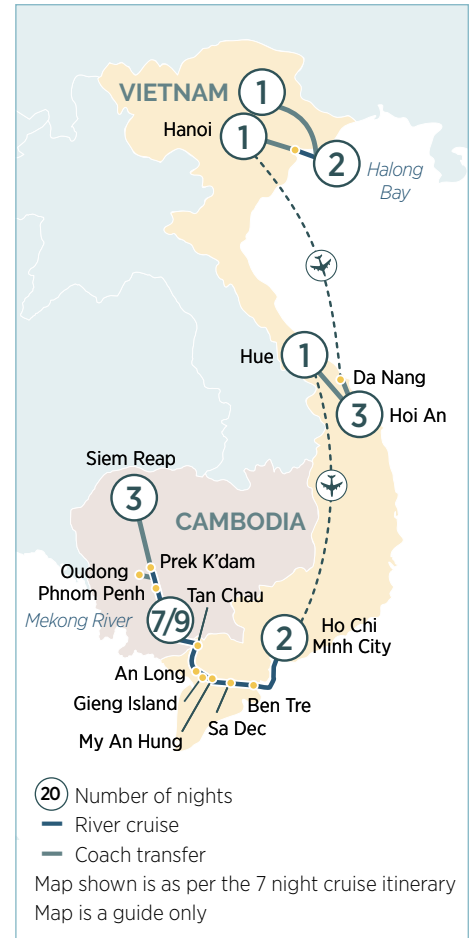 VIETNAM
1
Hanoi
1
2
Halong
Bay
Hue
1
Da Nang
3
Hoi An
Siem Reap
3
CAMBODIA
Prek K'dam
Oudong
Phnom Penh
Tan Chau
Mekong River
7/9
2
Ho Chi
Minh City
An Long
Gieng Island
Ben Tre
Sa Dec
My An Hung
20 Number of nights
River cruise
Coach transfer
Map shown is as per the 7 night cruise itinerary
Map is a guide only